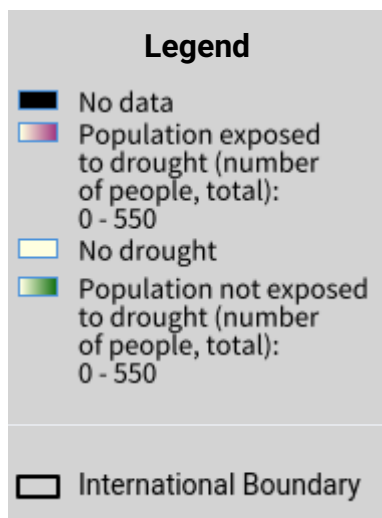 Legend
No data
Population exposed
to drought (number
of people, total):
0 - 550
No drought
Population not exposed
to drought (number
of people, total):
0 - 550
International Boundary